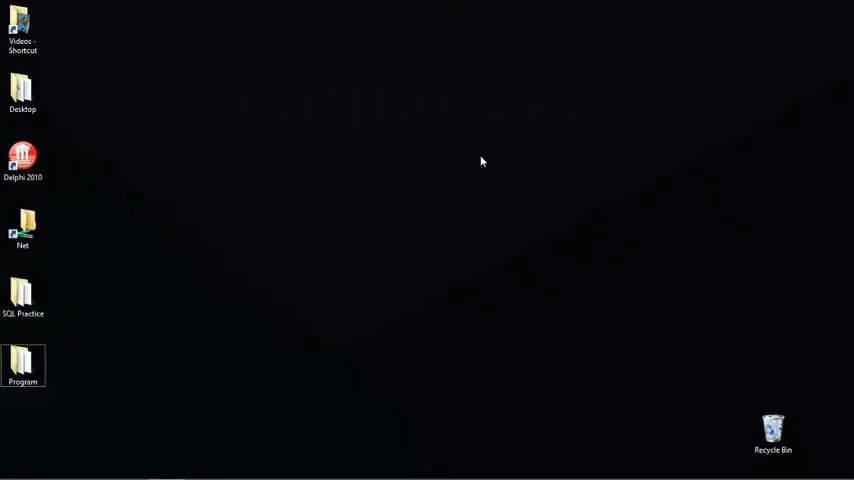 Videos -
Shortcut
Desktop
Delphi 2010
Net
SQL Practice
Program
Recycle Bin